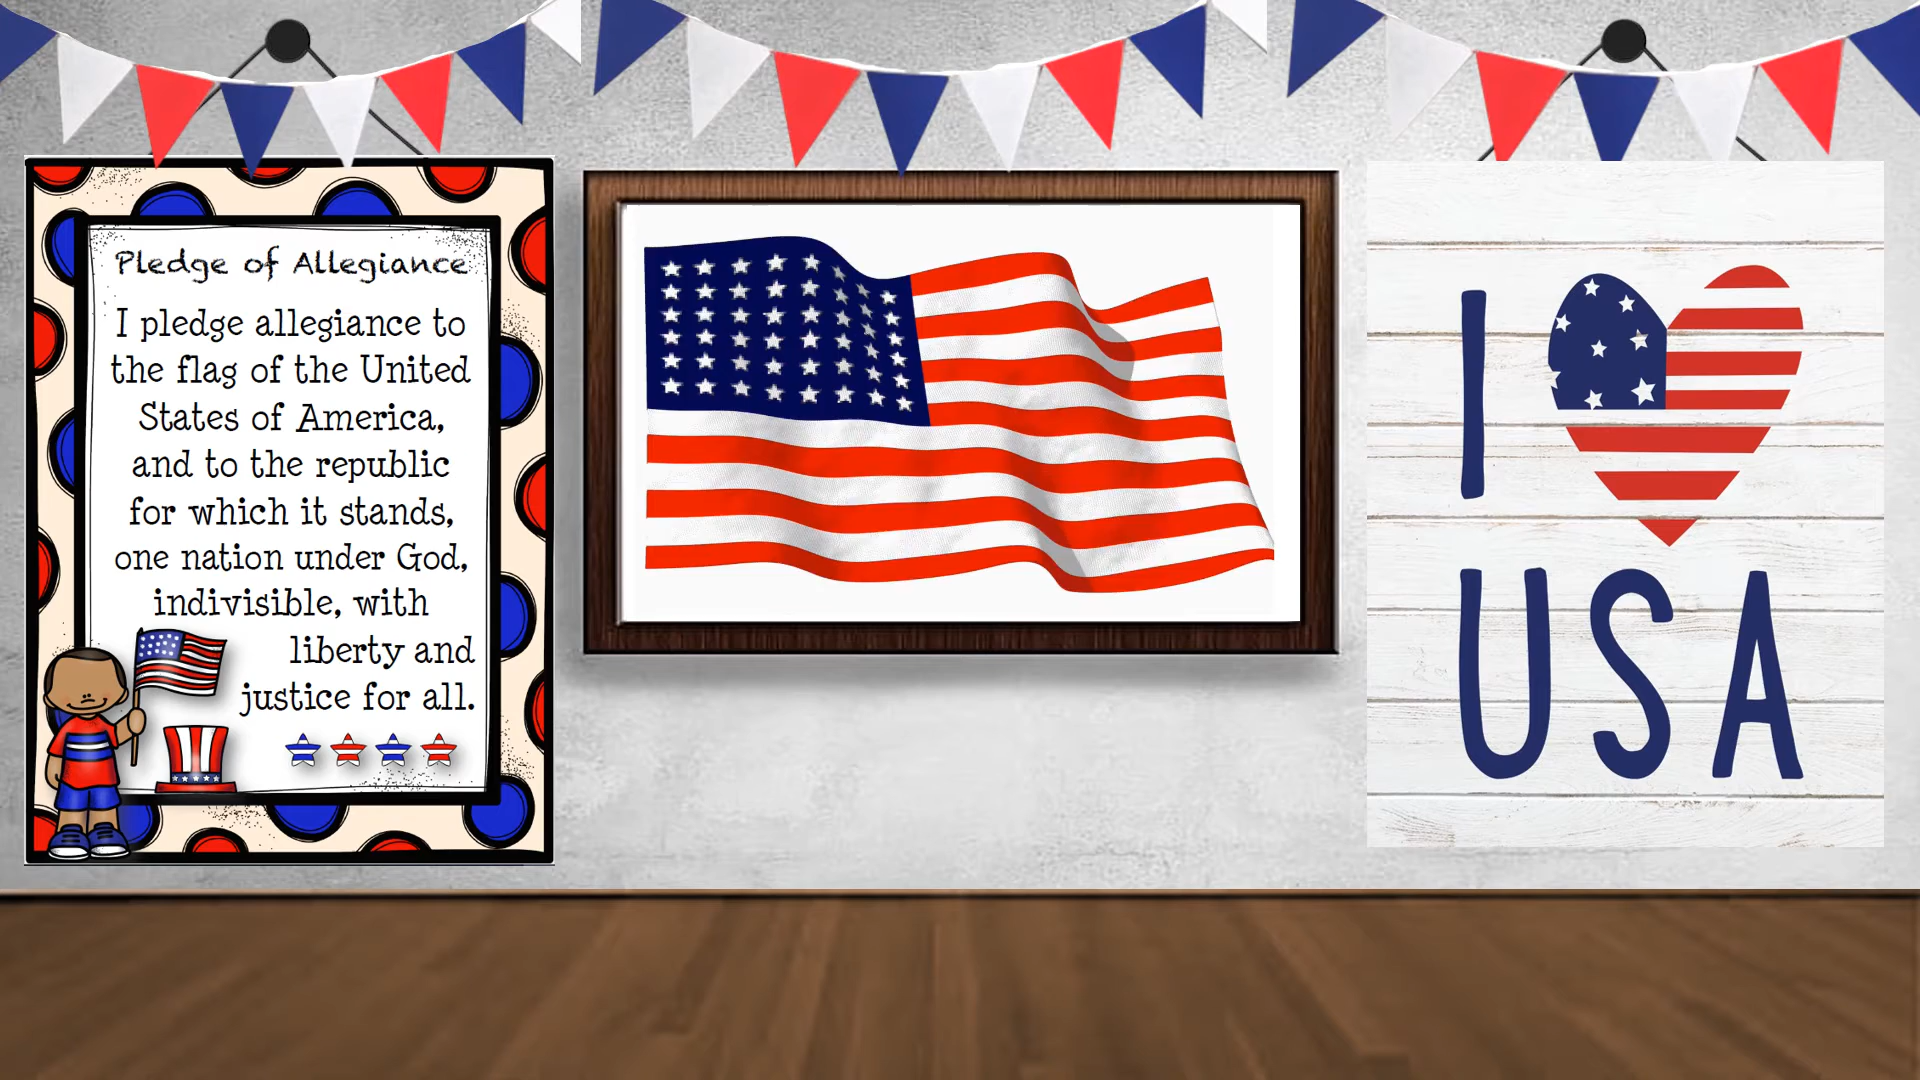 Pledge of Allegiance
I pledge allegiance to
the flag of the United
States of America,
and to the republic
for which it stands,
one nation under God,
indivisible, with
liberty and
justice for all.
I
USA